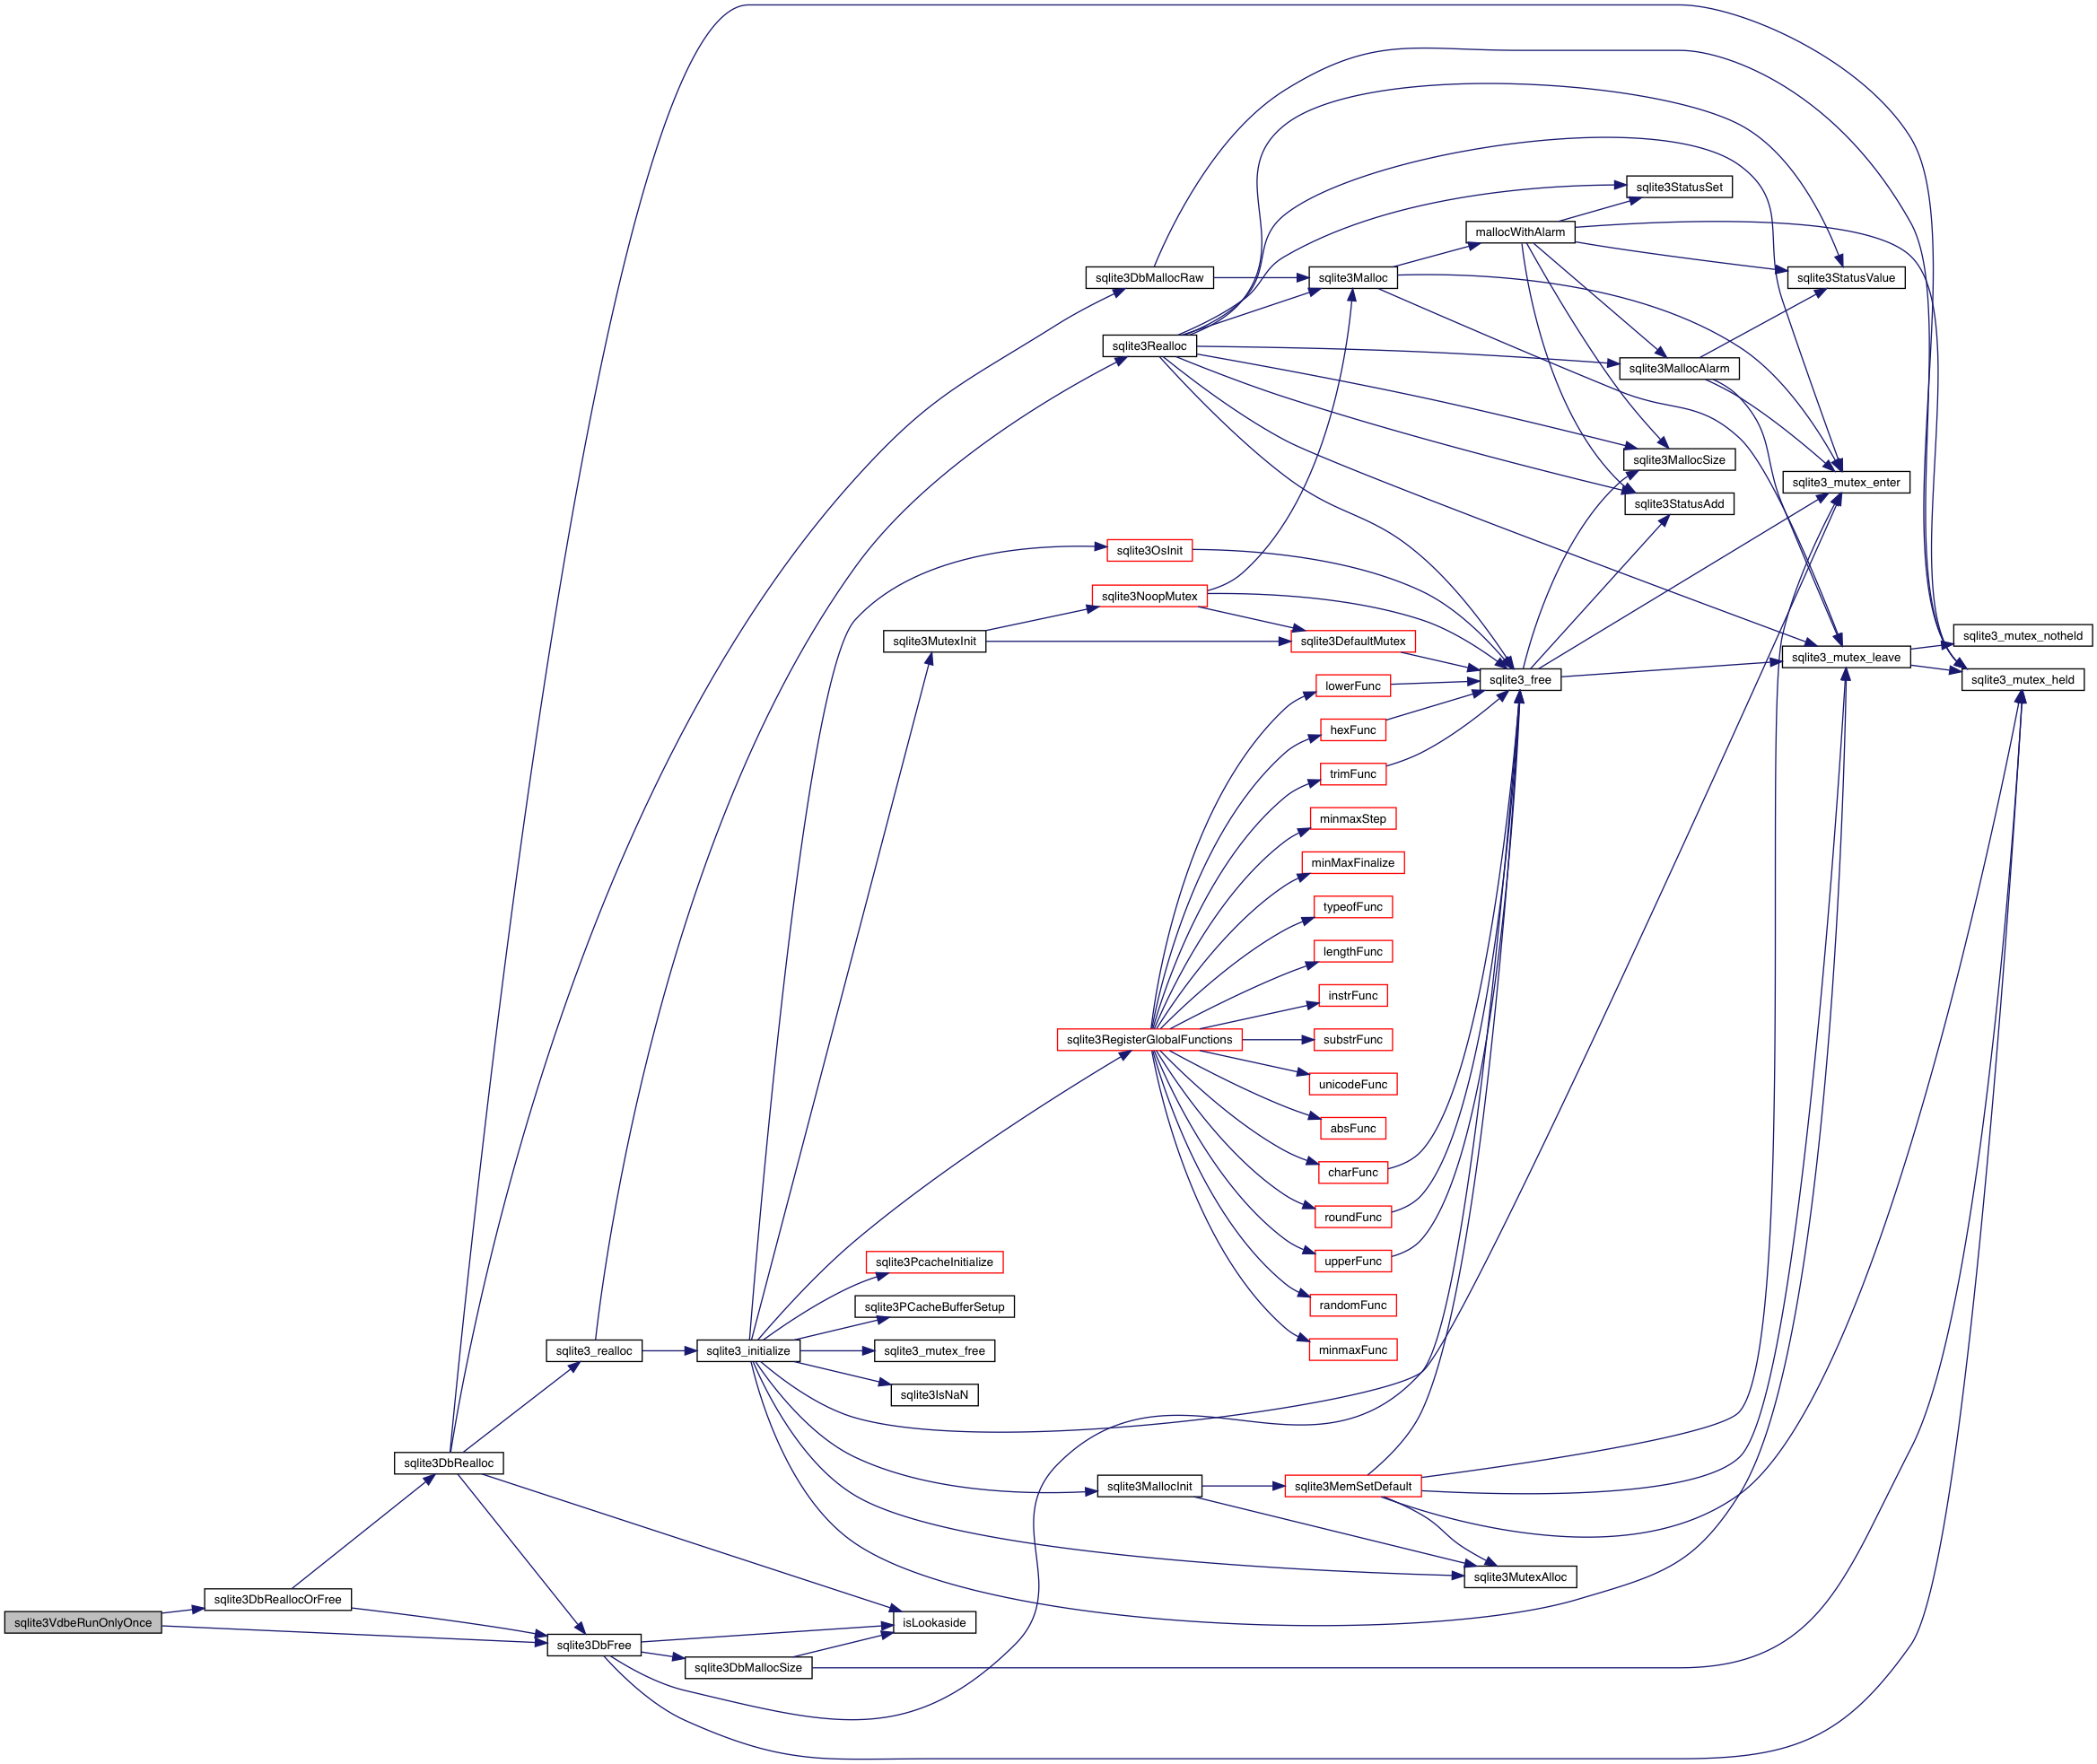 sqlite3StatusSet
mallocWithAlarm
sqlite3DbMallocRaw
sqlite3Malloc
sqlite3StatusValue
sqlite3Realloc
sqlite3MallocAlarm
sqlite3MallocSize
sqlite3_mutex_enter
sqlite3StatusAdd
sqlite3OsInit
sqlite3NoopMutex
sqlite3MutexInit
sqlite3DefaultMutex
sqlite3_mutex_notheld
sqlite3_mutex_leave
sqlite3_free
sqlite3_mutex_held
lowerFunc
hexFunc
trimFunc
minmaxStep
minMaxFinalize
typeofFunc
lengthFunc
instrFunc
sqlite3RegisterGlobalFunctions
substrFunc
unicodeFunc
absFunc
charFunc
roundFunc
upperFunc
sqlite3PcacheInitialize
sqlite3PCacheBufferSetup
randomFunc
sqlite3_realloc
sqlite3_initialize
sqlite3_mutex_free
minmaxFunc
sqlite3IsNaN
sqlite3DbRealloc
sqlite3MallocInit
sqlite3MemSetDefault
sqlite3MutexAlloc
sqlite3DbReallocOrFree
sqlite3VdbeRunOnlyOnce
isLookaside
sqlite3DbFree
sqlite3DbMallocSize